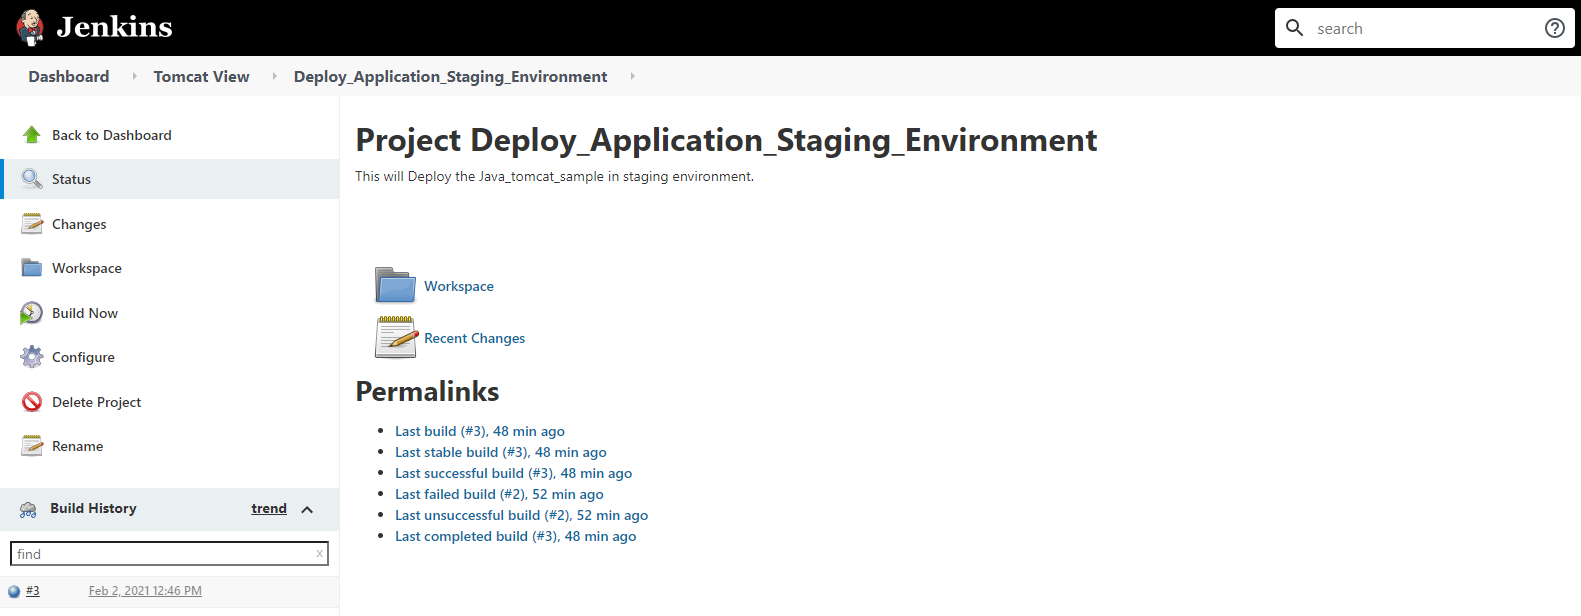 Jenkins
search
Dashboard Tomcat View Deploy_Application_Staging_Environment
Back to Dashboard
Status
Changes
Workspace
Build Now
Configure
Delete Project
Rename
Build History trend
find x
#3 Feb 2, 2021 12:46 PM
Project Deploy_Application_Staging_Environment
This will Deploy the Java_tomcat_sample in staging environment.
Workspace
Recent Changes
Permalinks
Last build (#3), 48 min ago
Last stable build (#3), 48 min ago
Last successful build (#3), 48 min ago
Last failed build (#2), 52 min ago
Last unsuccessful build (#2), 52 min ago
Last completed build (#3), 48 min ago